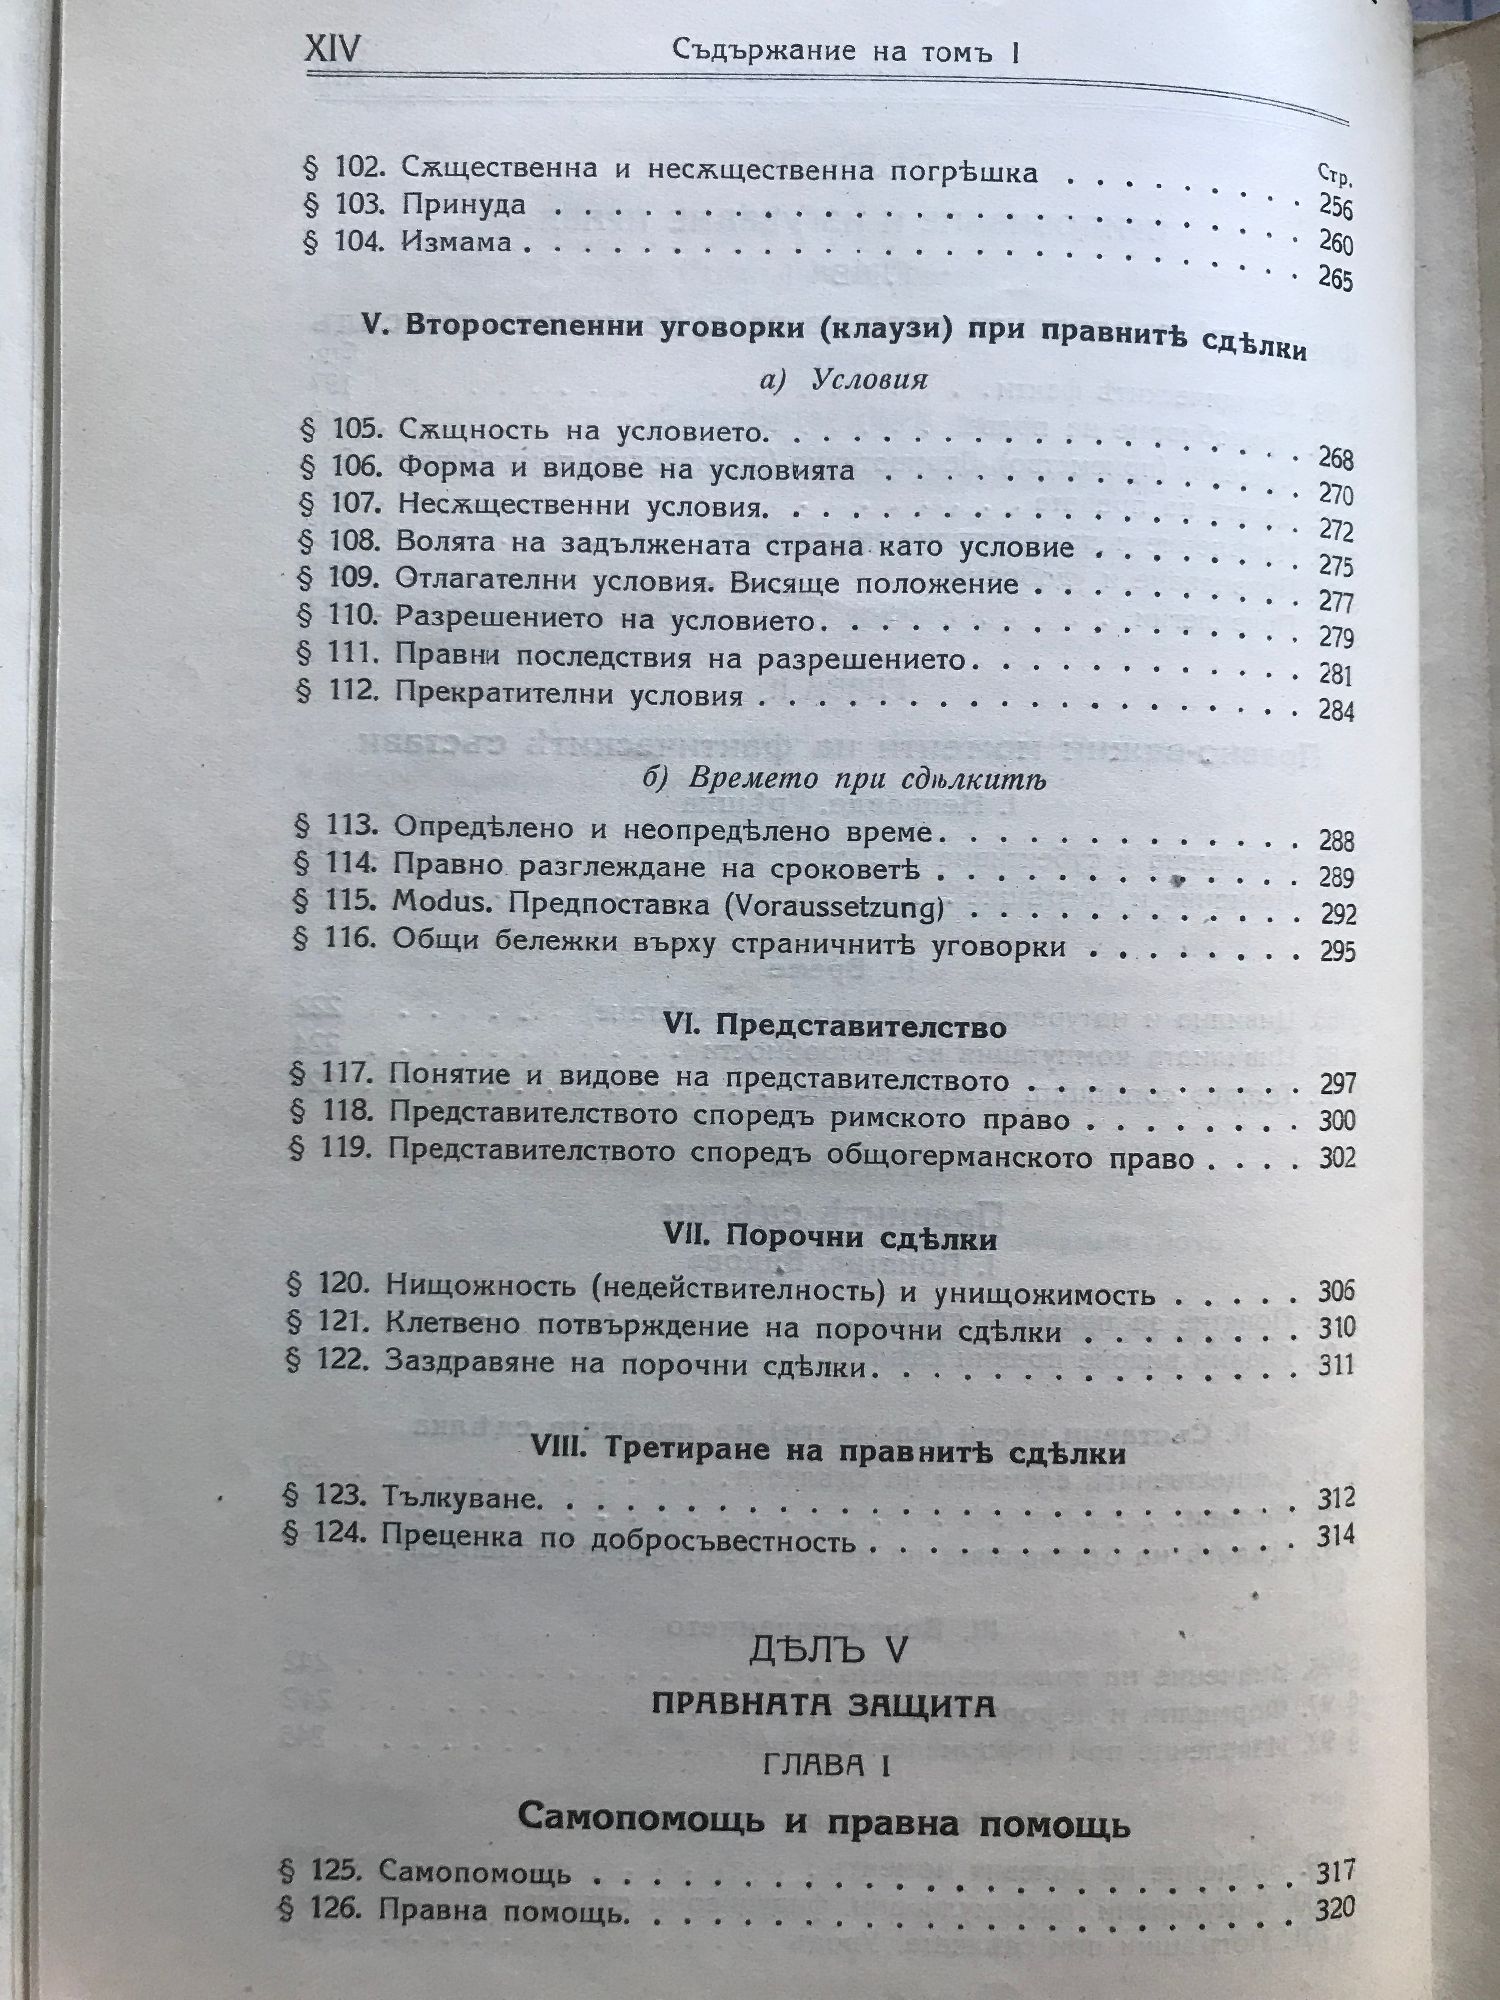 XIV Съдържание на томъ I
Стр.
§ 102. Сѫществена и несѫществена погрѣшка . . . . . . . . . 256
§ 103. Принуда . . . . . . . . . . . . . . . . . . . . . 260
§ 104. Измама . . . . . . . . . . . . . . . . . . . . . 265
V. Второстепенни уговорки (клаузи) при правнитѣ сдѣлки
а) Условия
§ 105. Сѫщность на условието. . . . . . . . . . . . . . . . 268
§ 106. Форма и видове на условията . . . . . . . . . . . . . 270
§ 107. Несѫществени условия. . . . . . . . . . . . . . . . 272
§ 108. Волята на задължената страна като условие . . . . . . . 275
§ 109. Отлагателни условия. Висяще положение . . . . . . . . . 277
§ 110. Разрешението на условието. . . . . . . . . . . . . . . 279
§ 111. Правни последствия на разрешението. . . . . . . . . . . 281
§ 112. Прекратителни условия . . . . . . . . . . . . . . . . 284
б) Времето при сдѣлкитѣ
§ 113. Опредѣлено и неопредѣлено време. . . . . . . . . . . . 288
§ 114. Правно разглеждане на сроковетѣ . . . . . . . . . . . . 289
§ 115. Modus. Предпоставка (Voraussetzung) . . . . . . . . . . . 292
§ 116. Общи бележки върху страничнитѣ уговорки . . . . . . . . 295
VI. Представителство
§ 117. Понятие и видове на представителството . . . . . . . . . 297
§ 118. Представителството споредъ римското право . . . . . . . . 300
§ 119. Представителството споредъ общогерманското право . . . . 302
VII. Порочни сдѣлки
§ 120. Нищожность (недействителность) и унищожимость . . . . . 306
§ 121. Клетвено потвърждение на порочни сдѣлки . . . . . . . . 310
§ 122. Заздравяне на порочни сдѣлки. . . . . . . . . . . . . . 311
VIII. Третиране на правнитѣ сдѣлки
§ 123. Тълкуване. . . . . . . . . . . . . . . . . . . . . 312
§ 124. Преценка по добросъвестность . . . . . . . . . . . . . . 314
ДѢЛЪ V
ПРАВНАТА ЗАЩИТА
ГЛАВА I
Самопомощь и правна помощь
§ 125. Самопомощь . . . . . . . . . . . . . . . . . . . . 317
§ 126. Правна помощь. . . . . . . . . . . . . . . . . . . 320